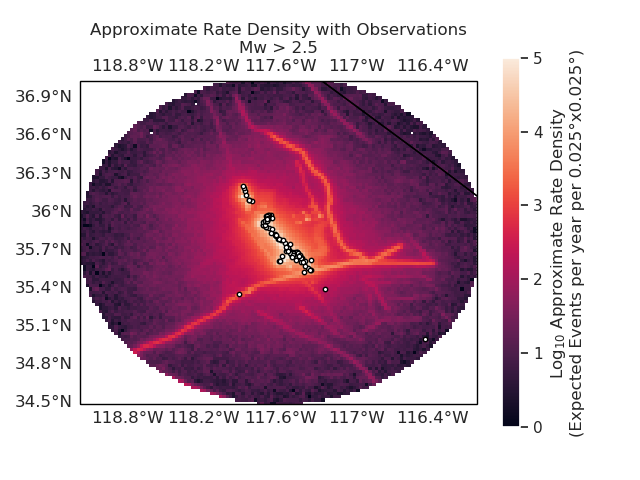 Approximate Rate Density with Observations
Mw > 2.5
118.8°W 118.2°W 117.6°W 117°W 116.4°W
36.9°N
36.6°N
36.3°N
36°N
35.7°N
35.4°N
35.1°N
34.8°N
34.5°N
118.8°W 118.2°W 117.6°W 117°W 116.4°W
5
4
3
2
1
0
Log₁₀ Approximate Rate Density
(Expected Events per year per 0.025°x0.025°)